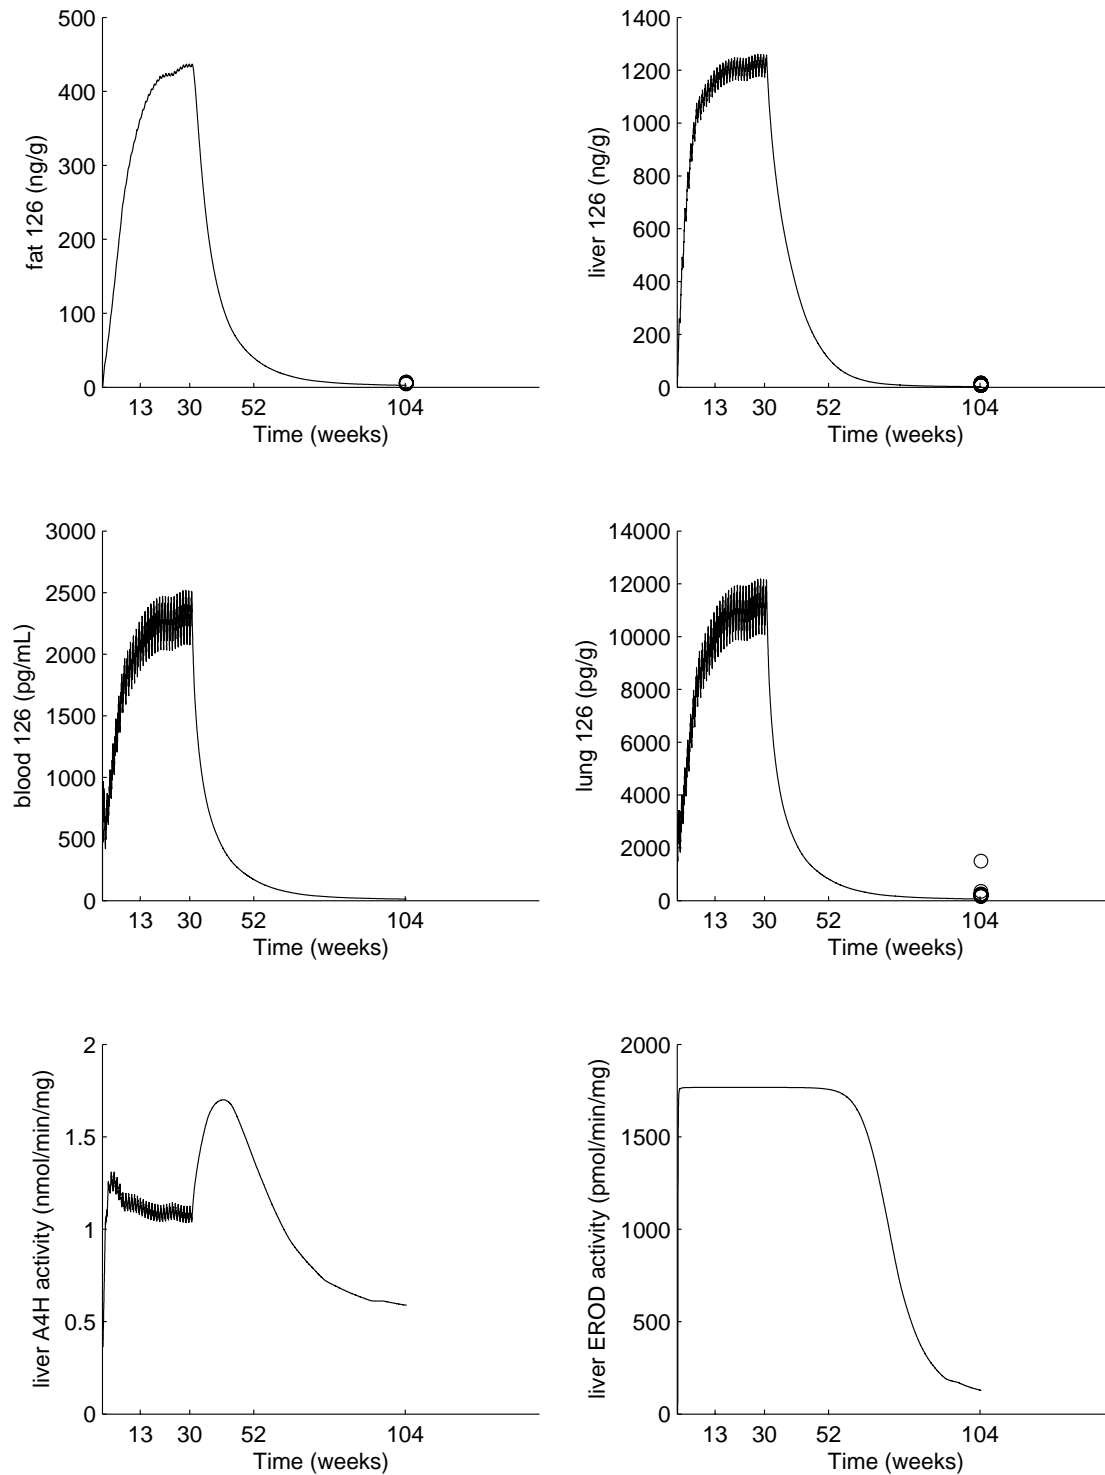 500
400
300
200
100
0
fat 126 (ng/g)
13 30 52 104
Time (weeks)
1400
1200
1000
800
600
400
200
0
liver 126 (ng/g)
13 30 52 104
Time (weeks)
3000
2500
2000
1500
1000
500
0
blood 126 (pg/mL)
13 30 52 104
Time (weeks)
14000
12000
10000
8000
6000
4000
2000
0
lung 126 (pg/g)
13 30 52 104
Time (weeks)
2
1.5
1
0.5
0
liver A4H activity (nmol/min/mg)
13 30 52 104
Time (weeks)
2000
1500
1000
500
0
liver EROD activity (pmol/min/mg)
13 30 52 104
Time (weeks)